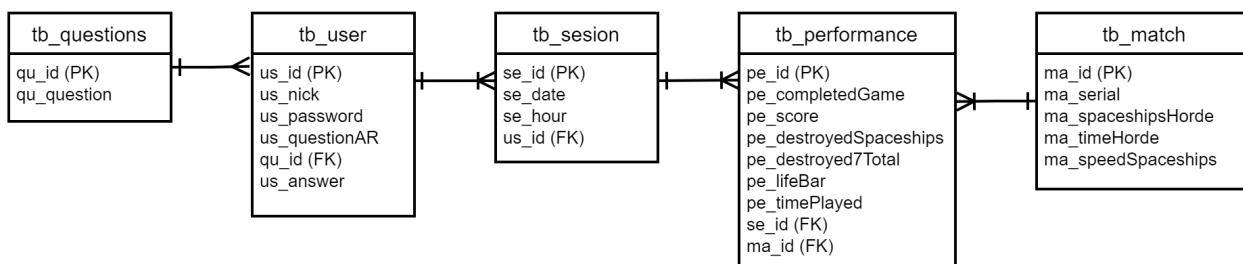 tb_questions
qu_id (PK)
qu_question
tb_user
us_id (PK)
us_nick
us_password
us_questionAR
qu_id (FK)
us_answer
tb_sesion
se_id (PK)
se_date
se_hour
us_id (FK)
tb_performance
pe_id (PK)
pe_completedGame
pe_score
pe_destroyedSpaceships
pe_destroyed7Total
pe_lifeBar
pe_timePlayed
se_id (FK)
ma_id (FK)
tb_match
ma_id (PK)
ma_serial
ma_spaceshipsHorde
ma_timeHorde
ma_speedSpaceships